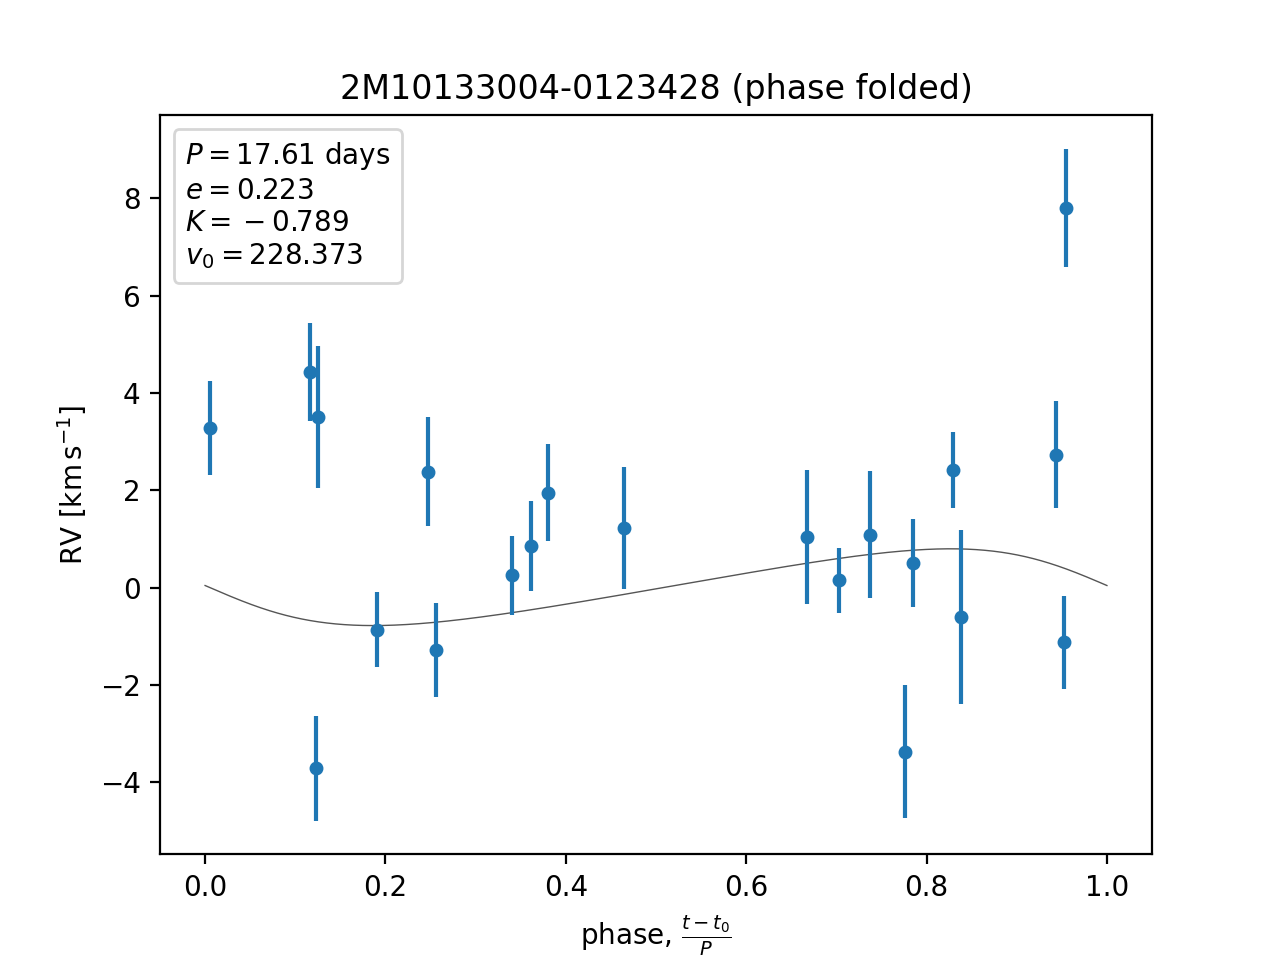 2M10133004-0123428 (phase folded)
P = 17.61 days
e = 0.223
K = −0.789
v₀ = 228.373
RV [km s⁻¹]
8
6
4
2
0
−2
−4
0.0 0.2 0.4 0.6 0.8 1.0
phase, (t − t₀)/P